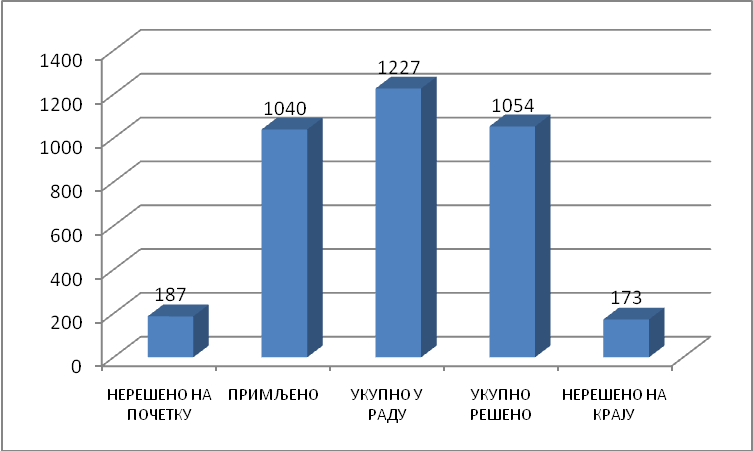 1400
1200
1000
800
600
400
200
0
187
1040
1227
1054
173
НЕРЕШЕНО НА
ПОЧЕТКУ
ПРИМЉЕНО
УКУПНО У
РАДУ
УКУПНО
РЕШЕНО
НЕРЕШЕНО НА
КРАЈУ